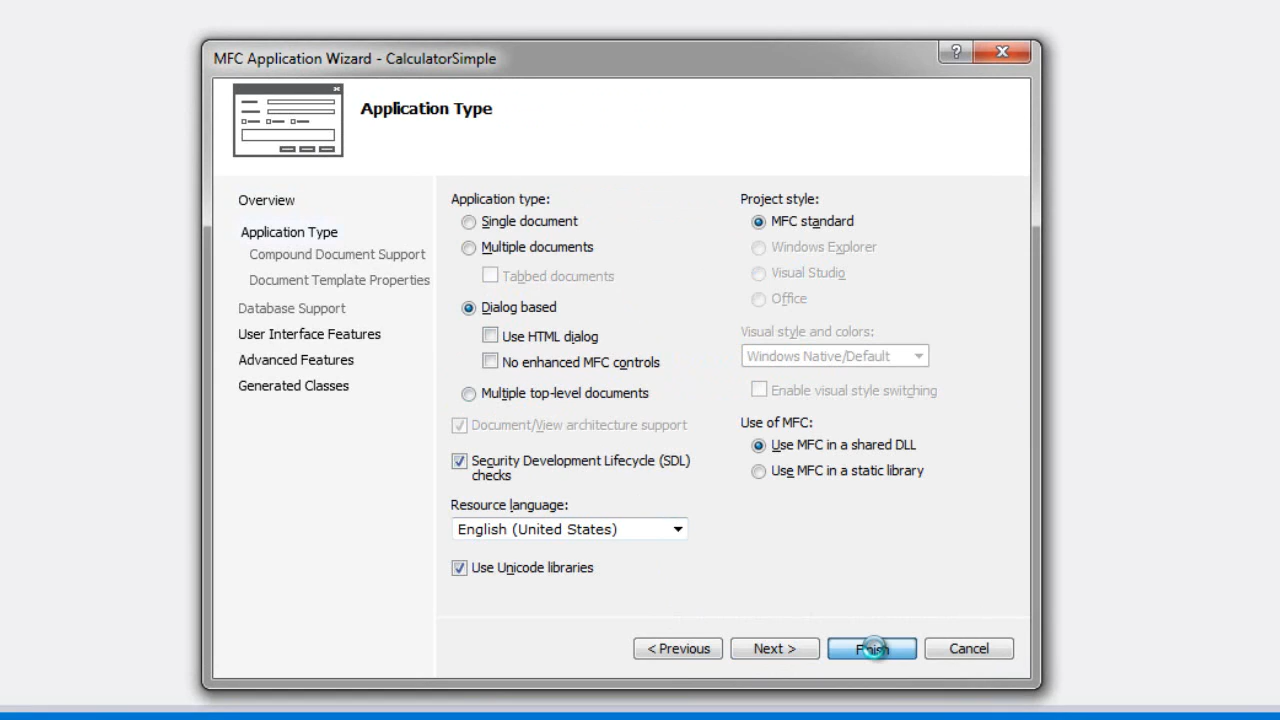 MFC Application Wizard - CalculatorSimple
?
Application Type
Overview
Application Type
Compound Document Support
Document Template Properties
Database Support
User Interface Features
Advanced Features
Generated Classes
Application type:
Single document
Multiple documents
Tabbed documents
Dialog based
Use HTML dialog
No enhanced MFC controls
Multiple top-level documents
Document/View architecture support
Security Development Lifecycle (SDL)
checks
Resource language:
English (United States)
Use Unicode libraries
Project style:
MFC standard
Windows Explorer
Visual Studio
Office
Visual style and colors:
Windows Native/Default
Enable visual style switching
Use of MFC:
Use MFC in a shared DLL
Use MFC in a static library
< Previous
Next >
Finish
Cancel